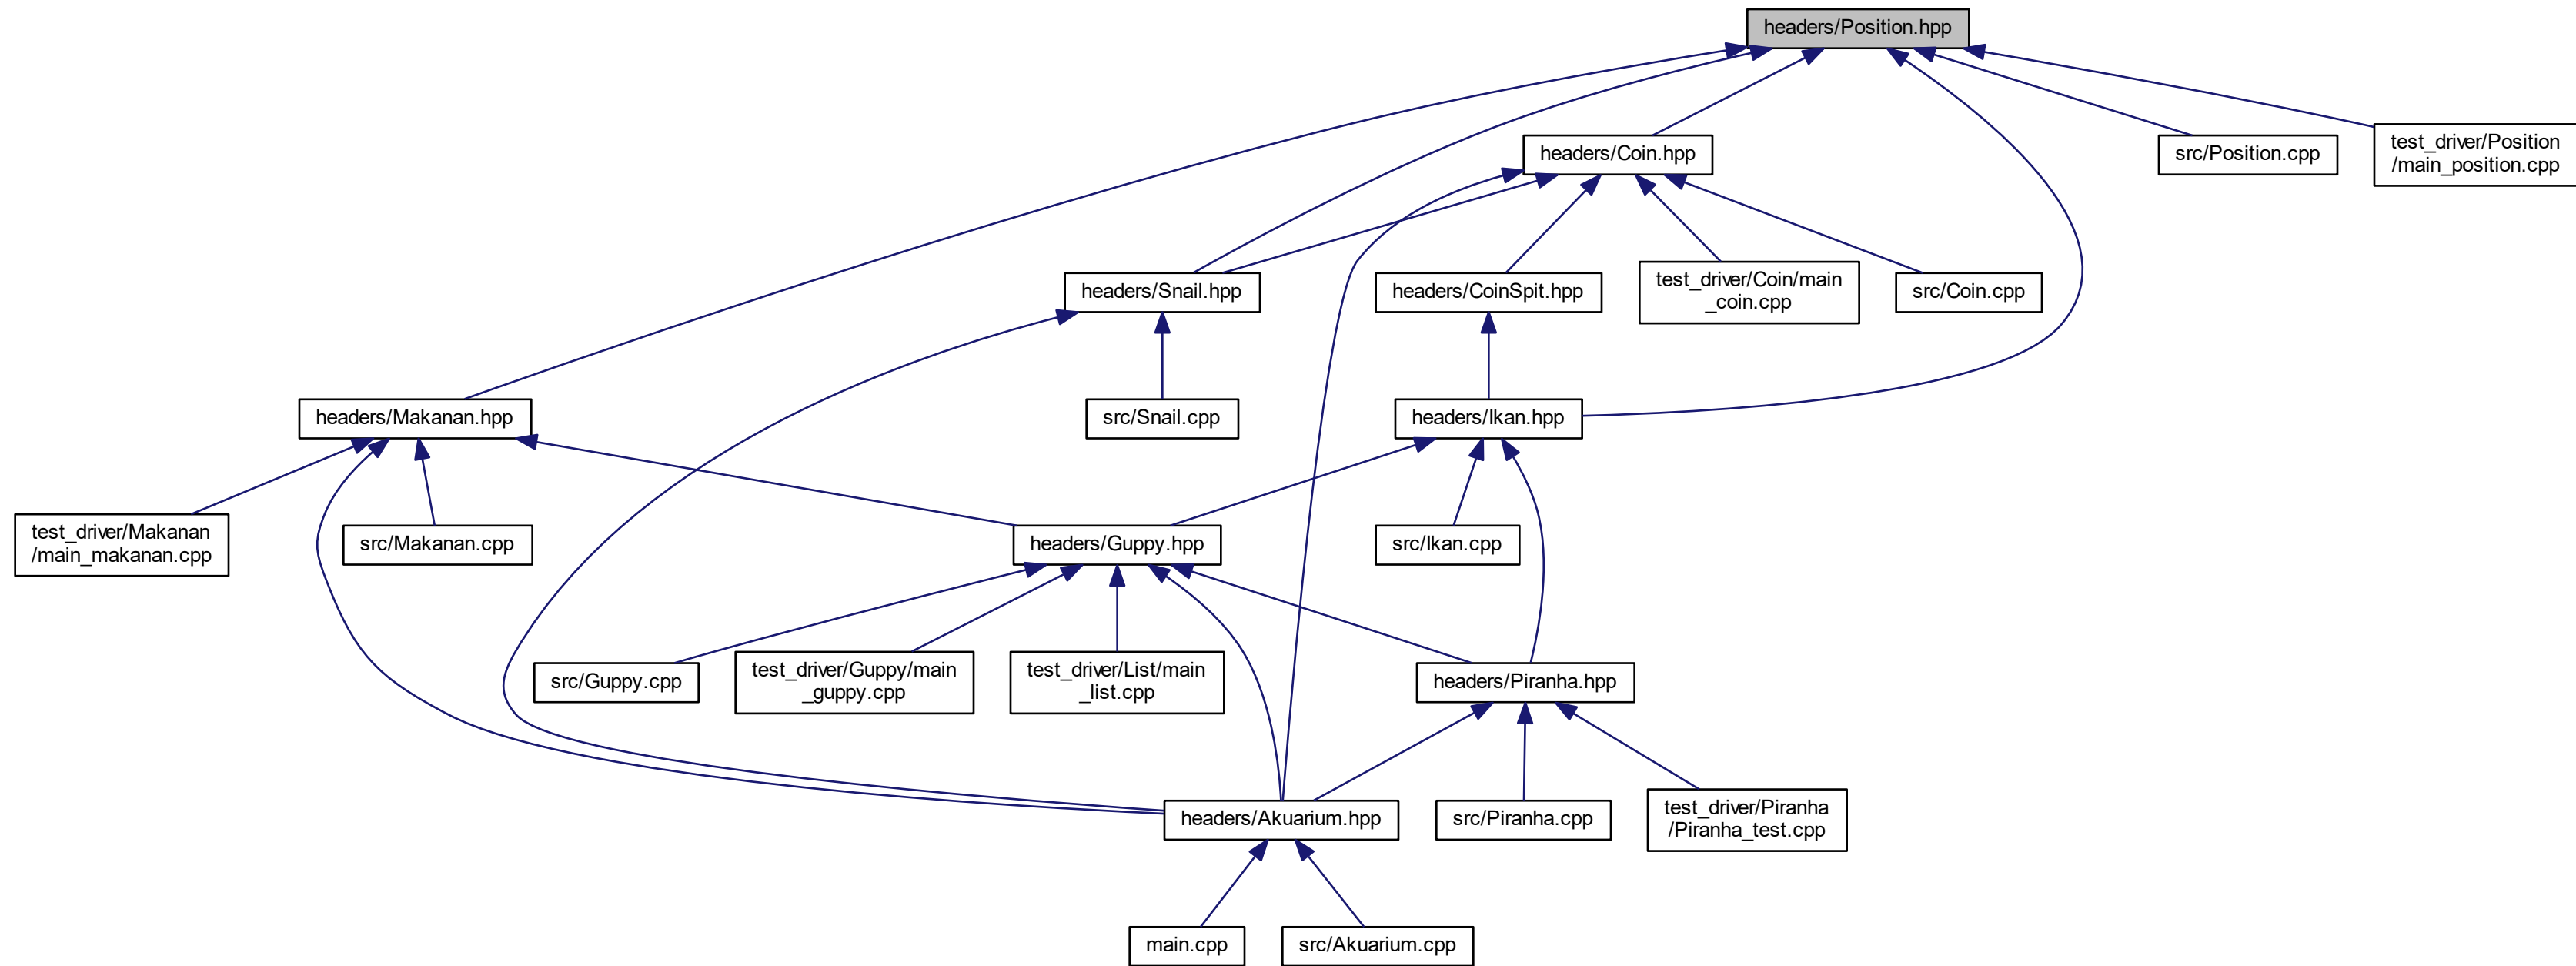 headers/Position.hpp
headers/Coin.hpp
src/Position.cpp
test_driver/Position
/main_position.cpp
headers/Snail.hpp
headers/CoinSpit.hpp
test_driver/Coin/main
_coin.cpp
src/Coin.cpp
headers/Makanan.hpp
src/Snail.cpp
headers/Ikan.hpp
test_driver/Makanan
/main_makanan.cpp
src/Makanan.cpp
headers/Guppy.hpp
src/Ikan.cpp
src/Guppy.cpp
test_driver/Guppy/main
_guppy.cpp
test_driver/List/main
_list.cpp
headers/Piranha.hpp
headers/Akuarium.hpp
src/Piranha.cpp
test_driver/Piranha
/Piranha_test.cpp
main.cpp
src/Akuarium.cpp